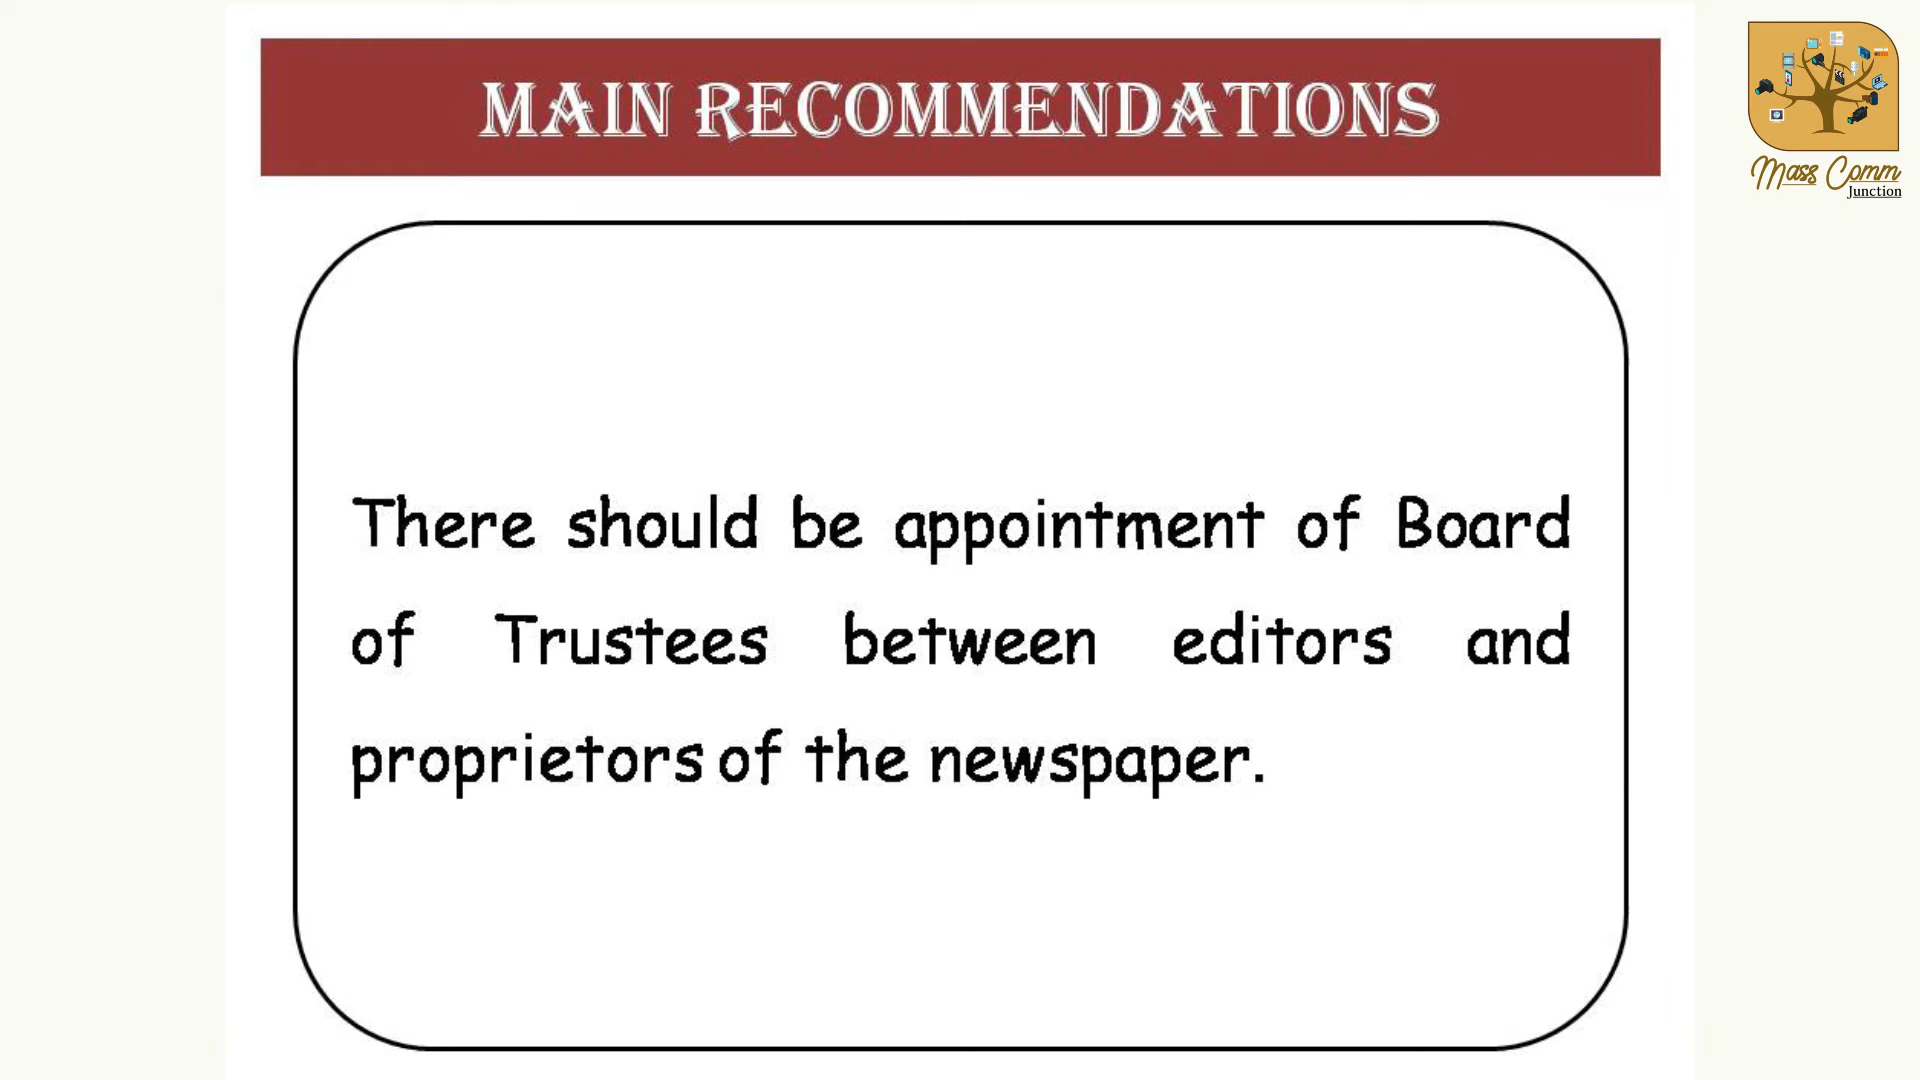 MAIN RECOMMENDATIONS
Mass Comm
Junction
There should be appointment of Board
of Trustees between editors and
proprietors of the newspaper.